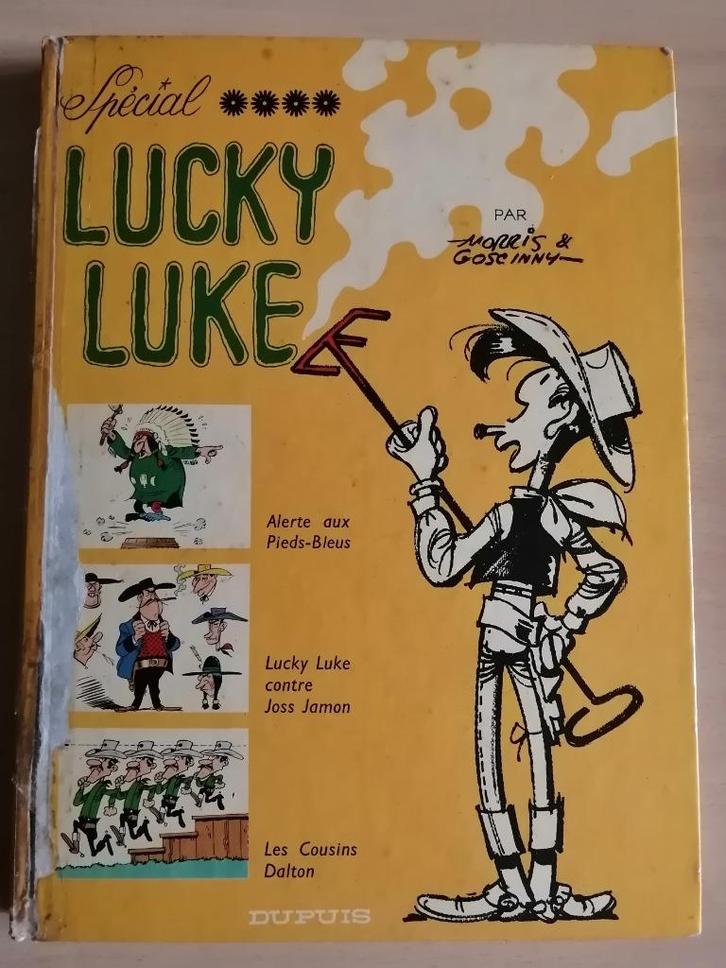 Spécial
LUCKY
LUKE
PAR
MORRIS &
GOSCINNY
Alerte aux
Pieds-Bleus
Lucky Luke
contre
Joss Jamon
Les Cousins
Dalton
DUPUIS